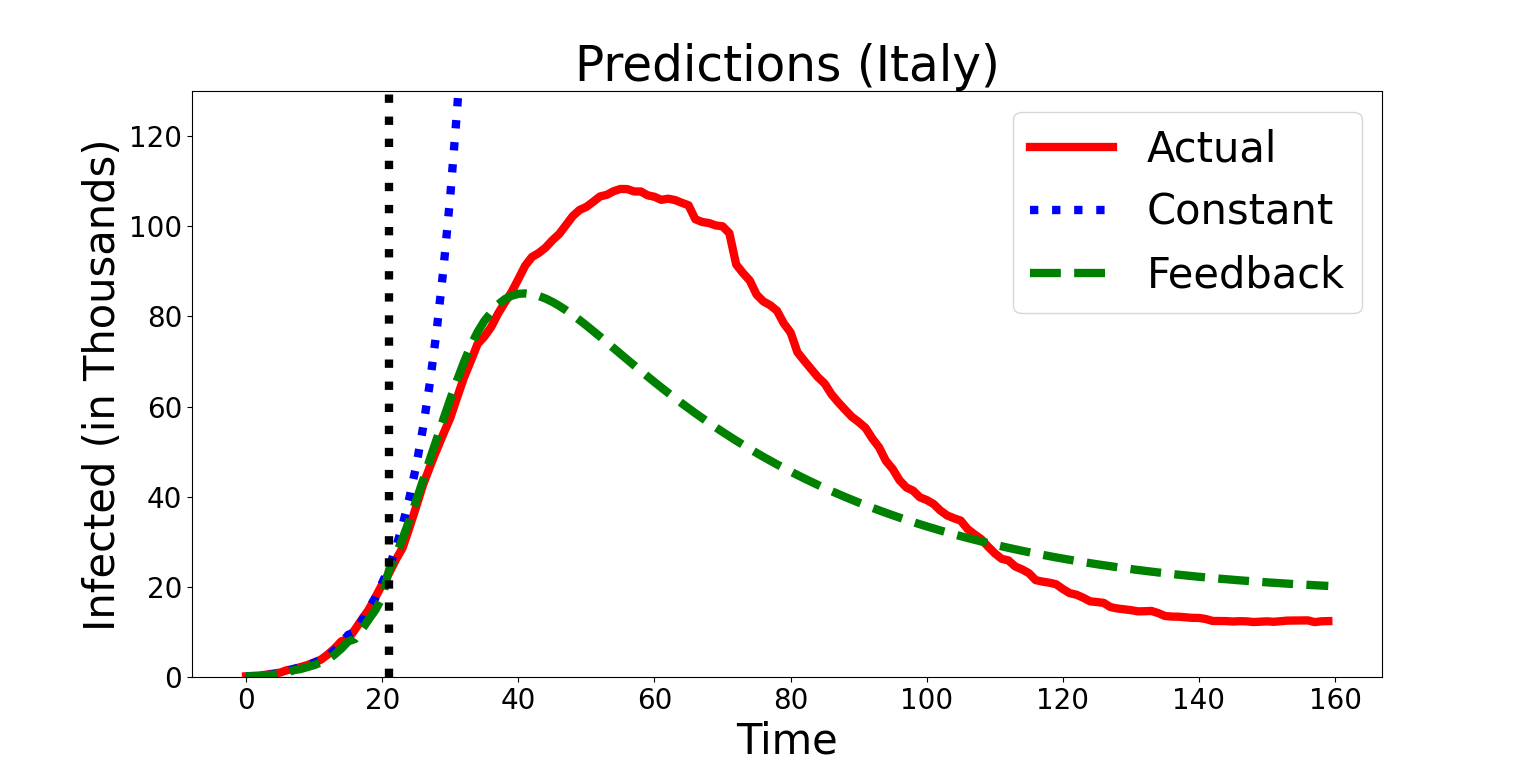 Predictions (Italy)
Infected (in Thousands)
120
100
80
60
40
20
0
Actual
Constant
Feedback
0 20 40 60 80 100 120 140 160
Time